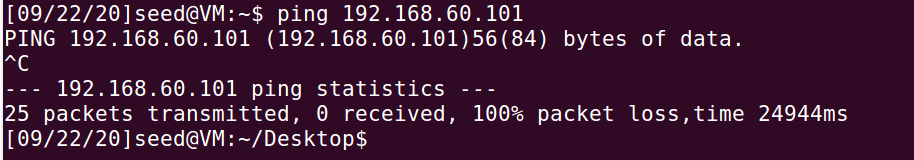 [09/22/20]seed@VM:~$ ping 192.168.60.101
PING 192.168.60.101 (192.168.60.101)56(84) bytes of data.
^C
--- 192.168.60.101 ping statistics ---
25 packets transmitted, 0 received, 100% packet loss,time 24944ms
[09/22/20]seed@VM:~/Desktop$